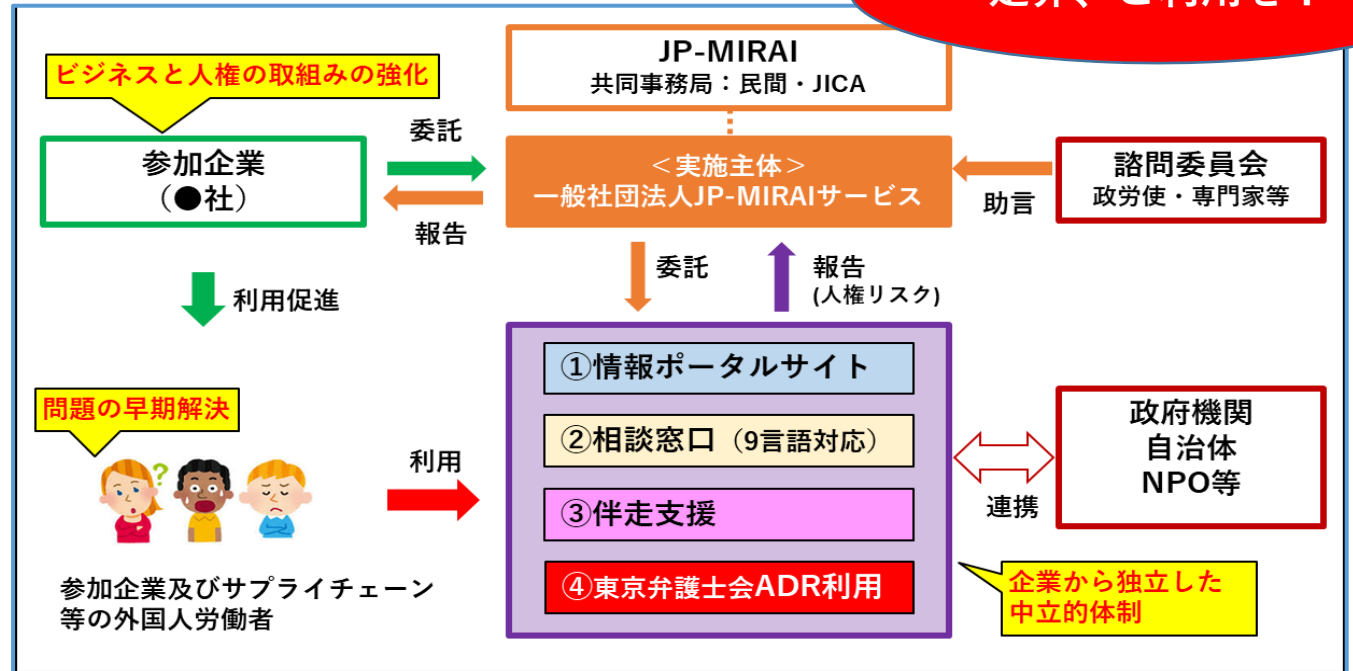 是非、ご利用を！
JP-MIRAI
共同事務局：民間・JICA
ビジネスと人権の取組みの強化
参加企業
（●社）
委託
報告
＜実施主体＞
一般社団法人JP-MIRAIサービス
助言
諮問委員会
政労使・専門家等
利用促進
委託
報告
(人権リスク)
問題の早期解決
?
利用
参加企業及びサプライチェーン
等の外国人労働者
①情報ポータルサイト
②相談窓口（9言語対応）
③伴走支援
④東京弁護士会ADR利用
連携
政府機関
自治体
NPO等
企業から独立した
中立的体制